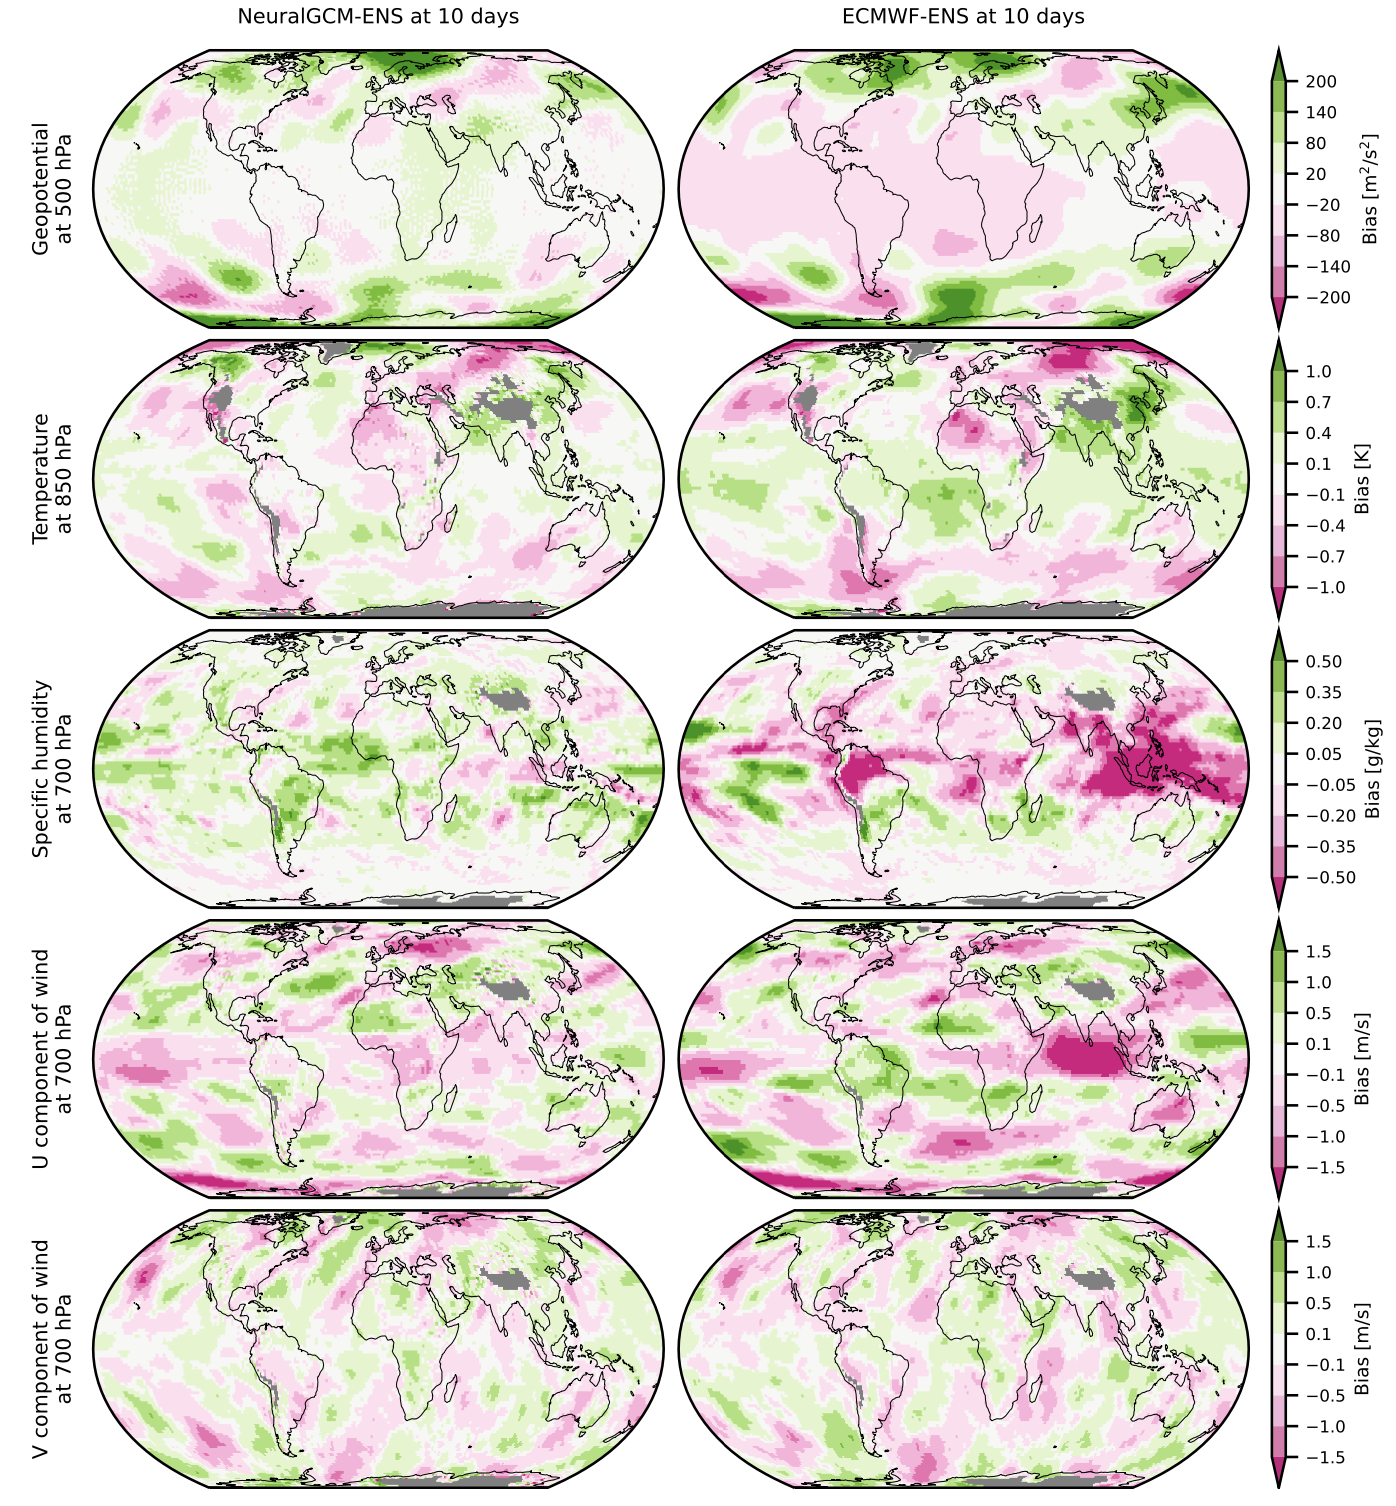 NeuralGCM-ENS at 10 days
ECMWF-ENS at 10 days
Geopotential
at 500 hPa
200
140
80
20
−20
−80
−140
−200
Bias [m²/s²]
Temperature
at 850 hPa
1.0
0.7
0.4
0.1
−0.1
−0.4
−0.7
−1.0
Bias [K]
Specific humidity
at 700 hPa
0.50
0.35
0.20
0.05
−0.05
−0.20
−0.35
−0.50
Bias [g/kg]
U component of wind
at 700 hPa
1.5
1.0
0.5
0.1
−0.1
−0.5
−1.0
−1.5
Bias [m/s]
V component of wind
at 700 hPa
1.5
1.0
0.5
0.1
−0.1
−0.5
−1.0
−1.5
Bias [m/s]